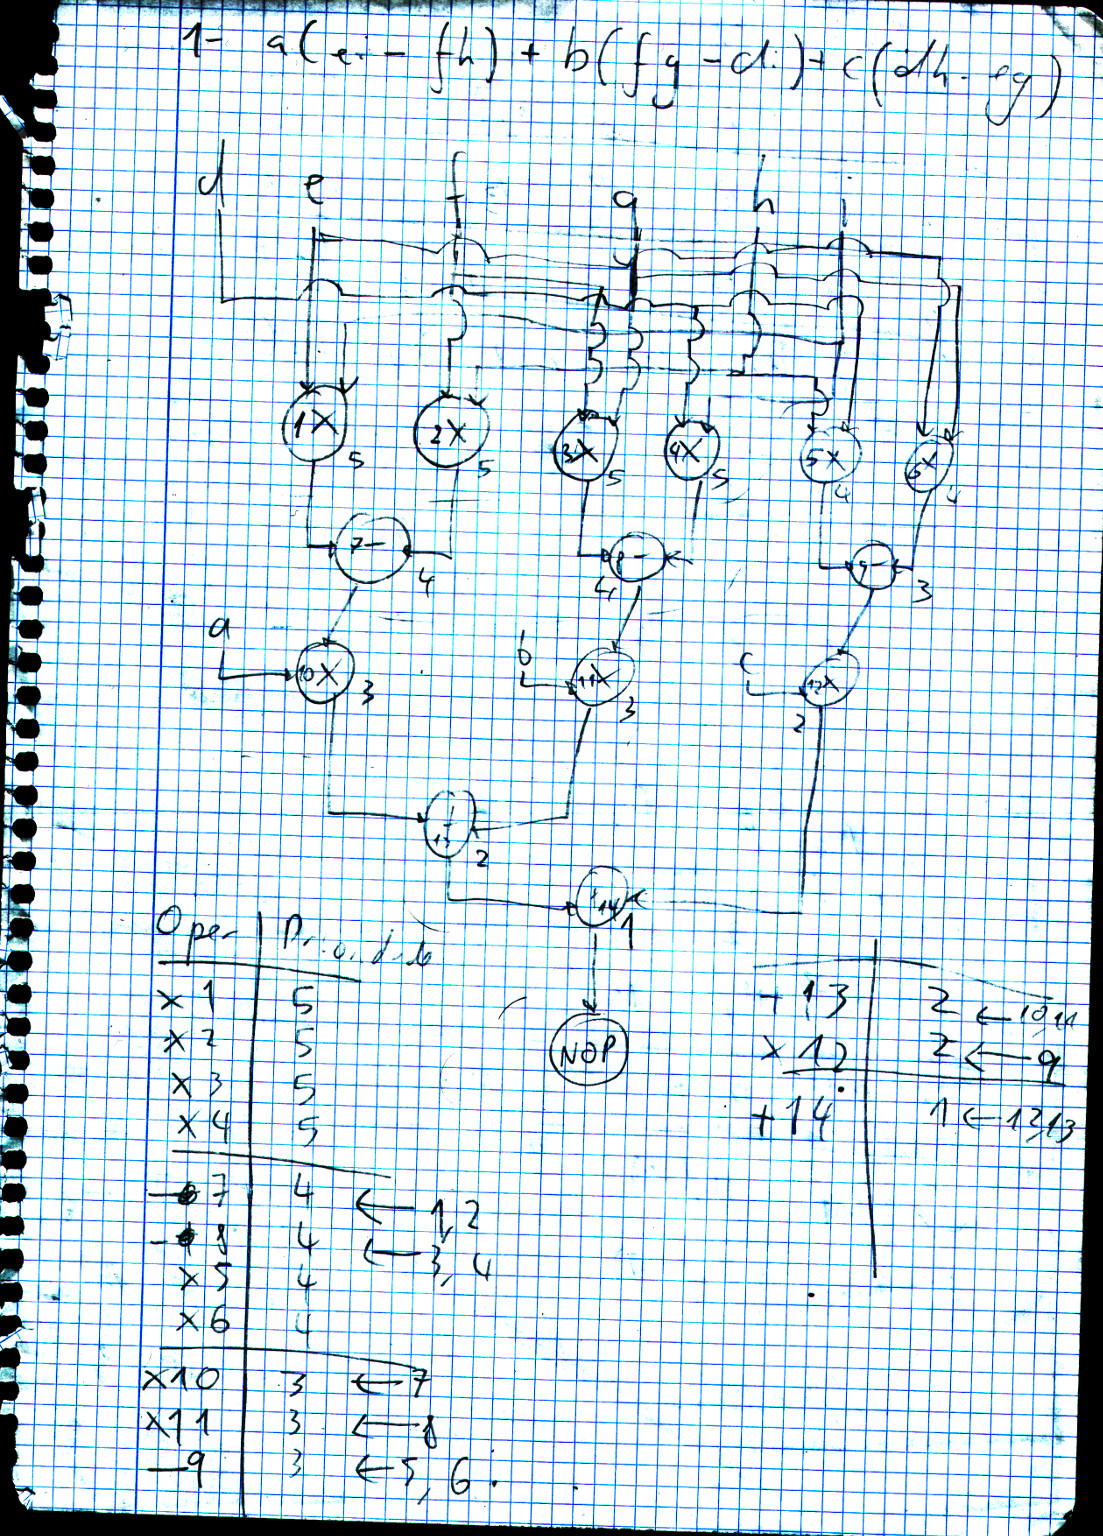 1- a(ei - fh) + b(fg - di) + c(dh - eg)
d e f g h i
1X 2X 3X 4X 5X 6X
5 5 5 5 4 4
7- 8- 9-
4 4 3
a b c
10X 11X 12X
3 3 2
+
13
2
+14
1
NOP
Oper Prioridade
x 1 5
x 2 5
x 3 5
x 4 5
- 7 4 ← 1, 2
- 8 4 ← 3, 4
x 5 4
x 6 4
x10 3 ← 7
x11 3 ← 8
-9 3 ← 5, 6
+ 13 2 ← 10,11
x 12 2 ← 9
+ 14 1 ← 12,13